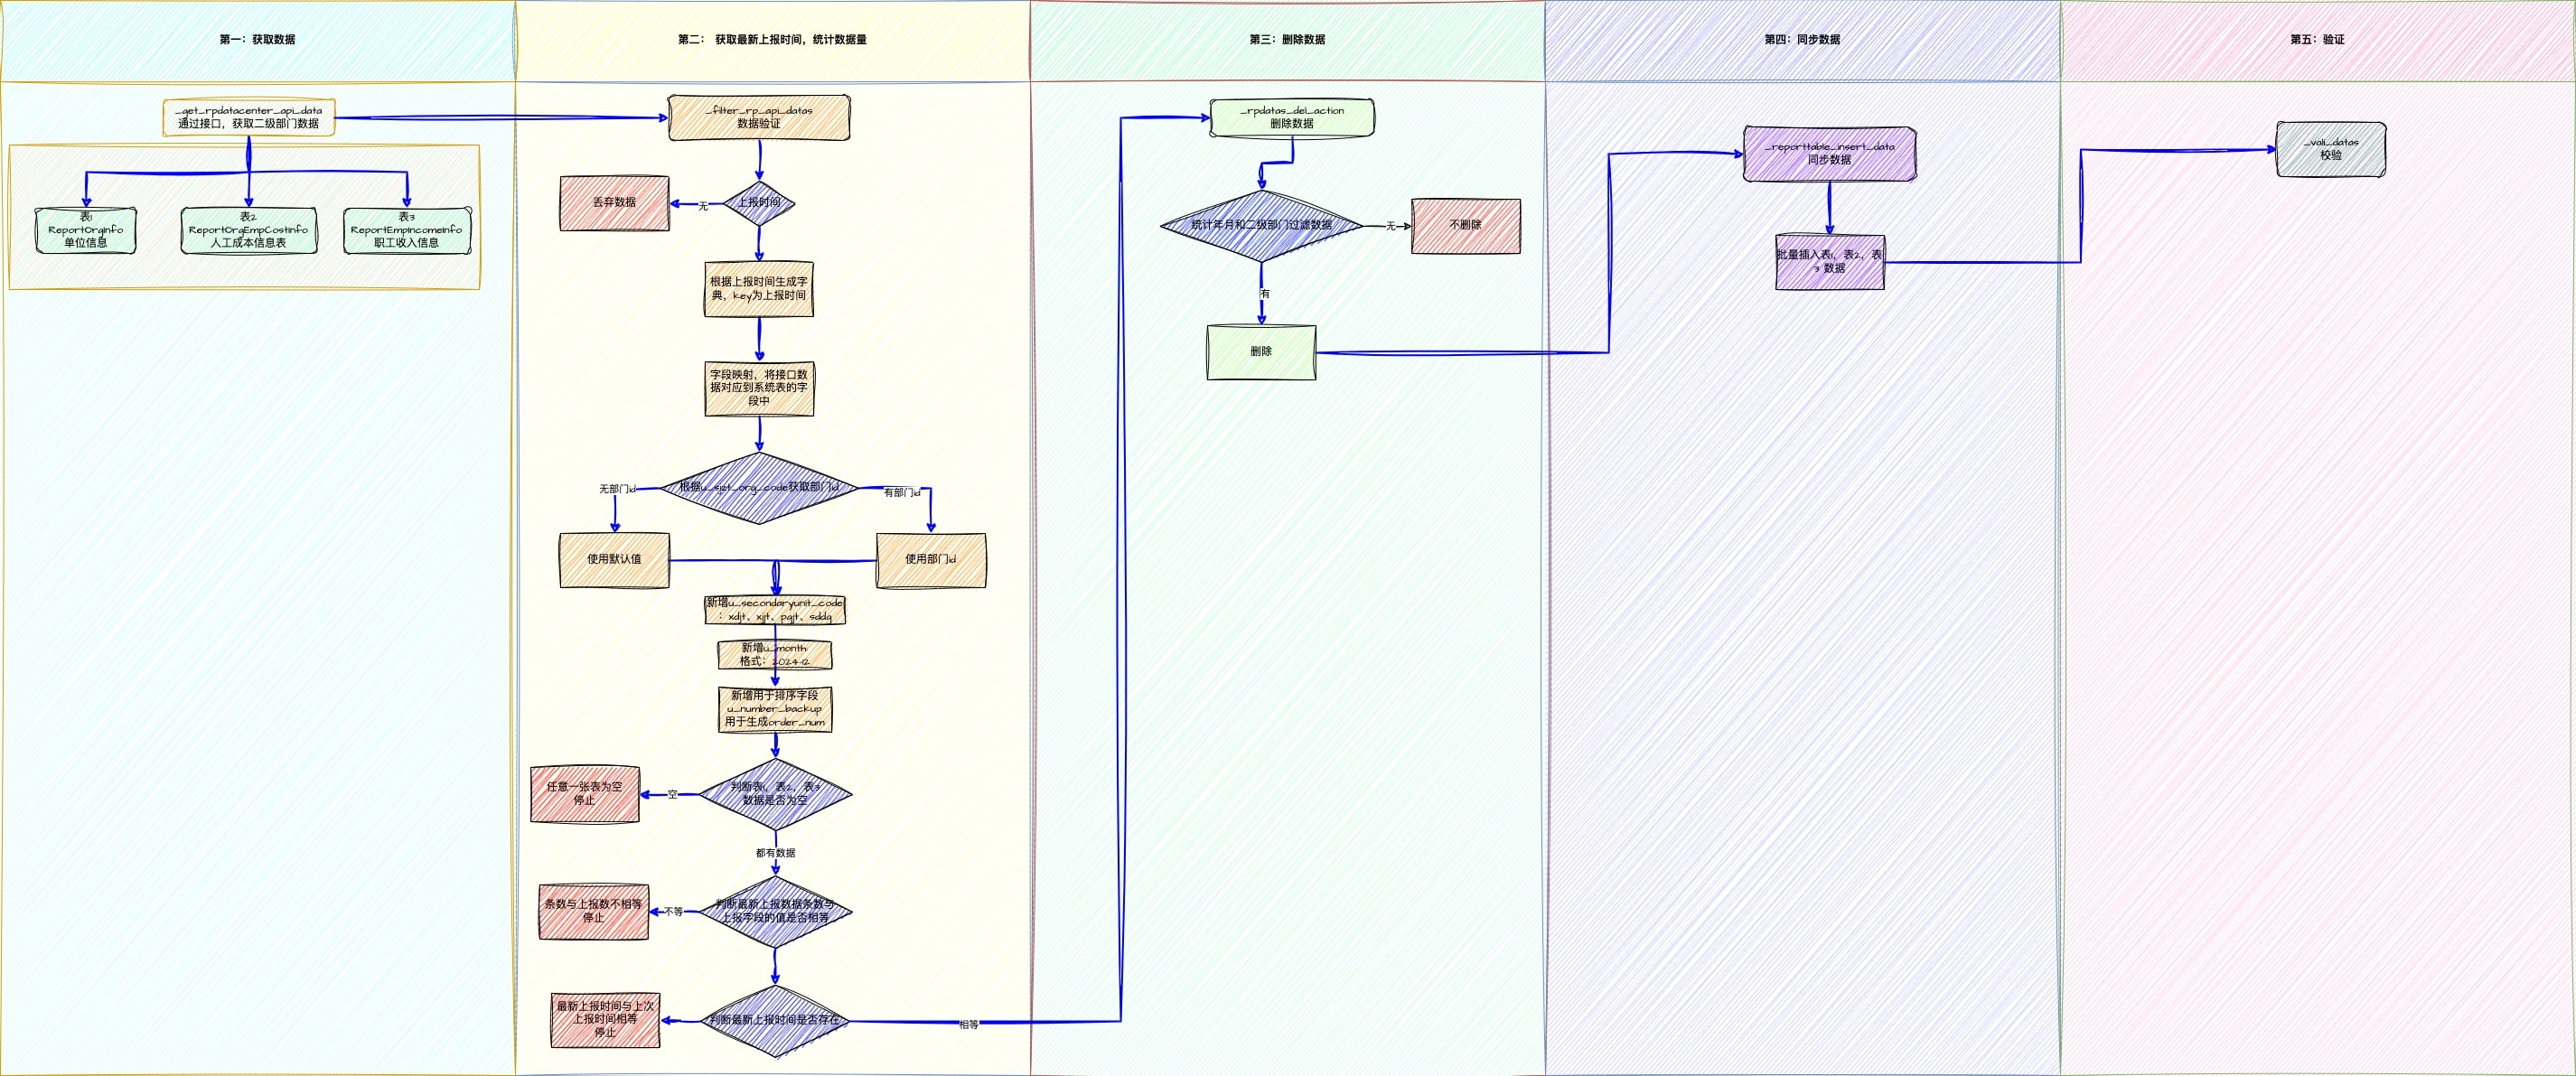 第一：获取数据
第二： 获取最新上报时间，统计数据量
第三：删除数据
第四：同步数据
第五：验证
_get_rpdatacenter_api_data
通过接口，获取二级部门数据
表1
ReportOrgInfo
单位信息
表2
ReportOrgEmpCostInfo
人工成本信息表
表3
ReportEmpIncomeInfo
职工收入信息
_filter_rp_api_datas
数据验证
上报时间
无
丢弃数据
根据上报时间生成字
典，key为上报时间
字段映射，将接口数
据对应到系统表的字
段中
根据u_sjet_org_code获取部门id
无部门id
有部门id
使用默认值
使用部门id
新增u_secondaryunit_code
：xdjt、xjjt、pgjt、sddq
新增u_month
格式：2024-12
新增用于排序字段
u_number_backup
用于生成order_num
判断表1，表2，表3
数据是否为空
空
任意一张表为空
停止
都有数据
判断最新上报数据条数与
上报字段的值是否相等
不等
条数与上报数不相等
停止
判断最新上报时间是否存在
最新上报时间与上次
上报时间相等
停止
相等
_rpdatas_del_action
删除数据
统计年月和二级部门过滤数据
无
不删除
有
删除
_reporttable_insert_data
同步数据
批量插入表1，表2，表
3 数据
_vali_datas
校验